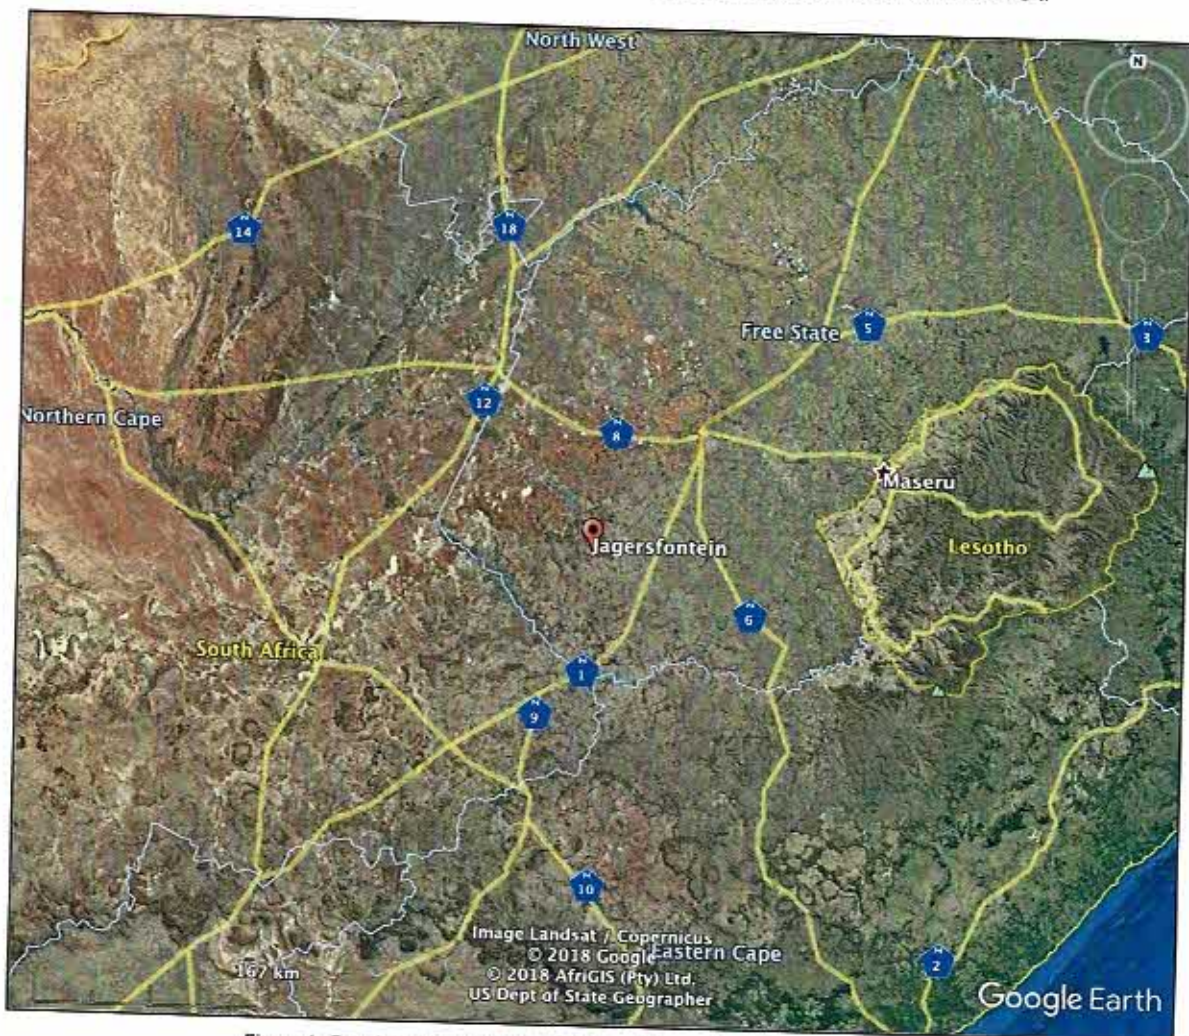 North West
N
N
14
N
18
Free State
N
5
N
3
Northern Cape
N
12
N
8
Maseru
Jagersfontein
Lesotho
N
6
South Africa
N
1
N
9
N
10
Image Landsat / Copernicus
© 2018 Google
Eastern Cape
© 2018 AfriGIS (Pty) Ltd.
US Dept of State Geographer
167 km
N
2
Google Earth